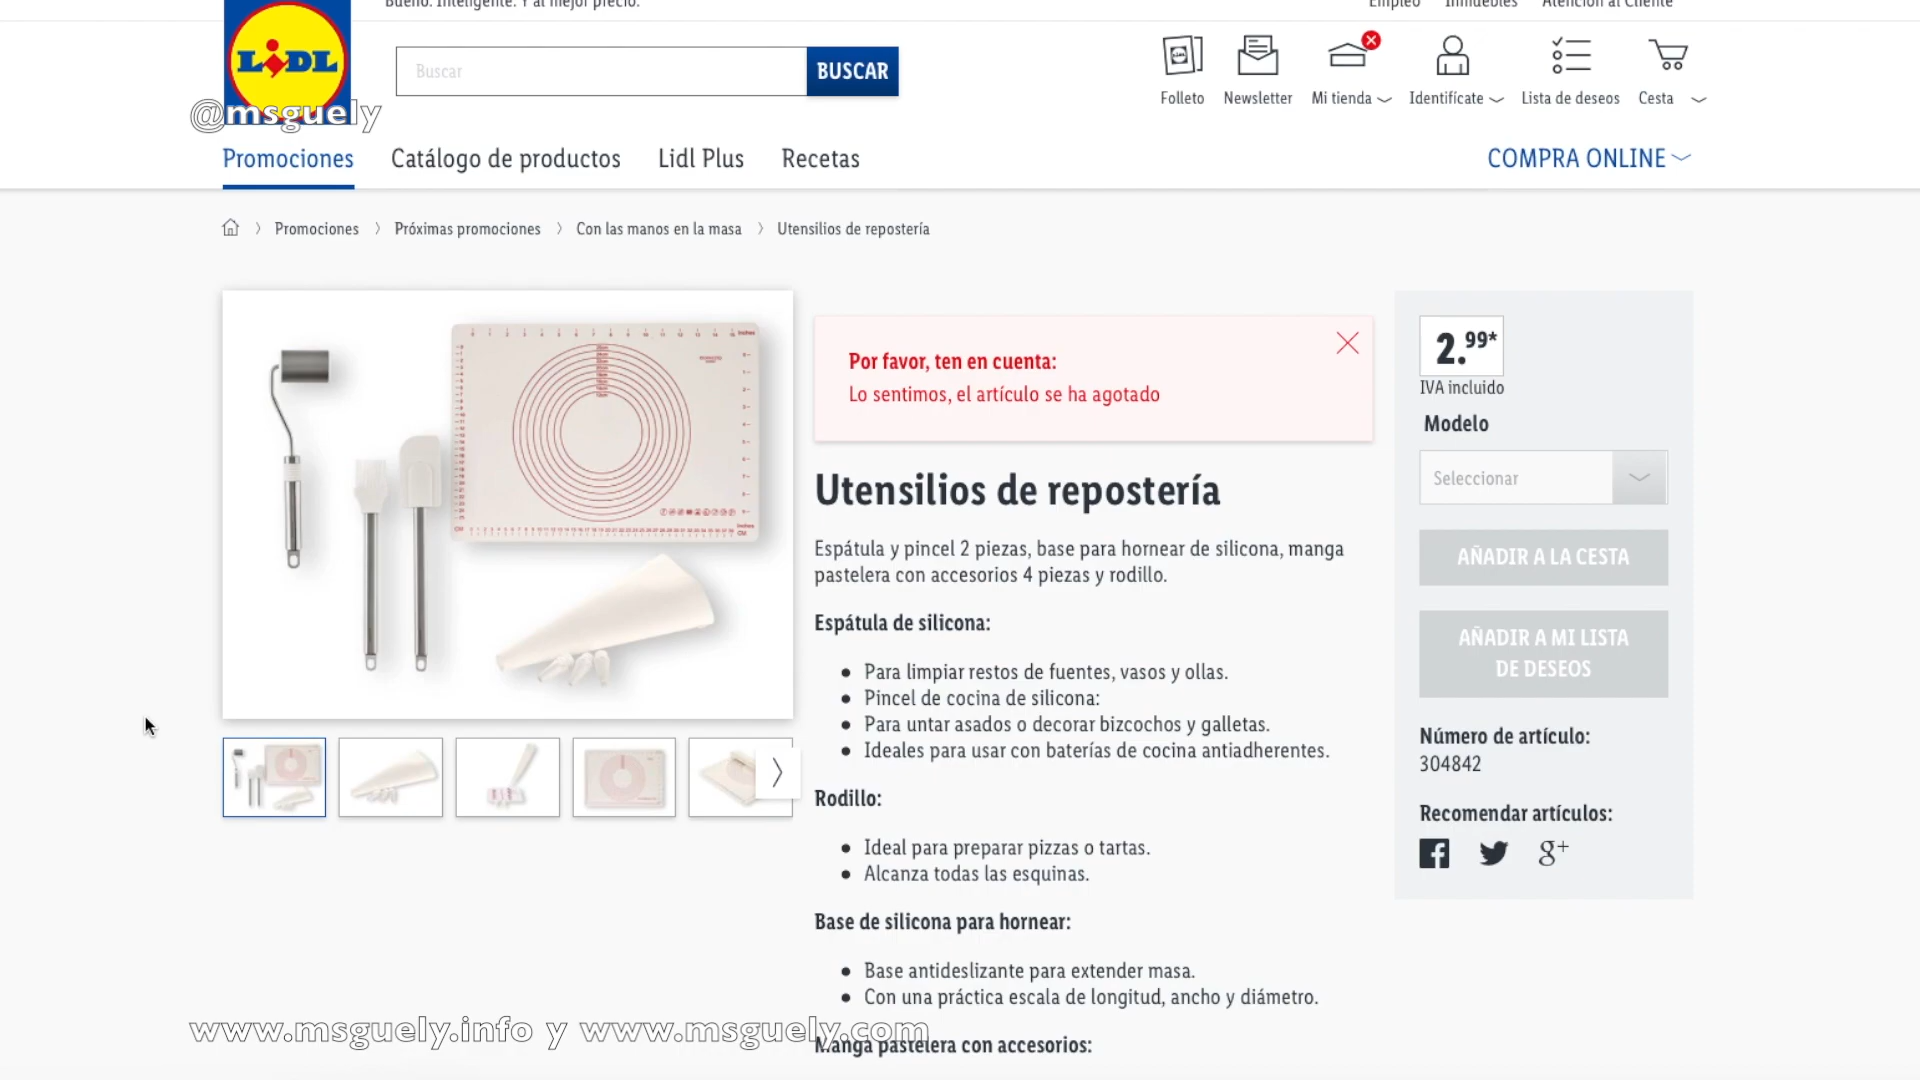 Bueno. Inteligente. Y al mejor precio.
Empleo Inmuebles Atención al Cliente
LIDL
Buscar
BUSCAR
Folleto Newsletter Mi tienda Identifícate Lista de deseos Cesta
@msguely
Promociones Catálogo de productos Lidl Plus Recetas COMPRA ONLINE
Promociones Próximas promociones Con las manos en la masa Utensilios de repostería
Por favor, ten en cuenta:
Lo sentimos, el artículo se ha agotado
2.99*
IVA incluido
Modelo
Seleccionar
AÑADIR A LA CESTA
AÑADIR A MI LISTA
DE DESEOS
Número de artículo:
304842
Recomendar artículos:
g+
Utensilios de repostería
Espátula y pincel 2 piezas, base para hornear de silicona, manga
pastelera con accesorios 4 piezas y rodillo.
Espátula de silicona:
Para limpiar restos de fuentes, vasos y ollas.
Pincel de cocina de silicona:
Para untar asados o decorar bizcochos y galletas.
Ideales para usar con baterías de cocina antiadherentes.
Rodillo:
Ideal para preparar pizzas o tartas.
Alcanza todas las esquinas.
Base de silicona para hornear:
Base antideslizante para extender masa.
Con una práctica escala de longitud, ancho y diámetro.
Manga pastelera con accesorios:
www.msguely.info y www.msguely.com